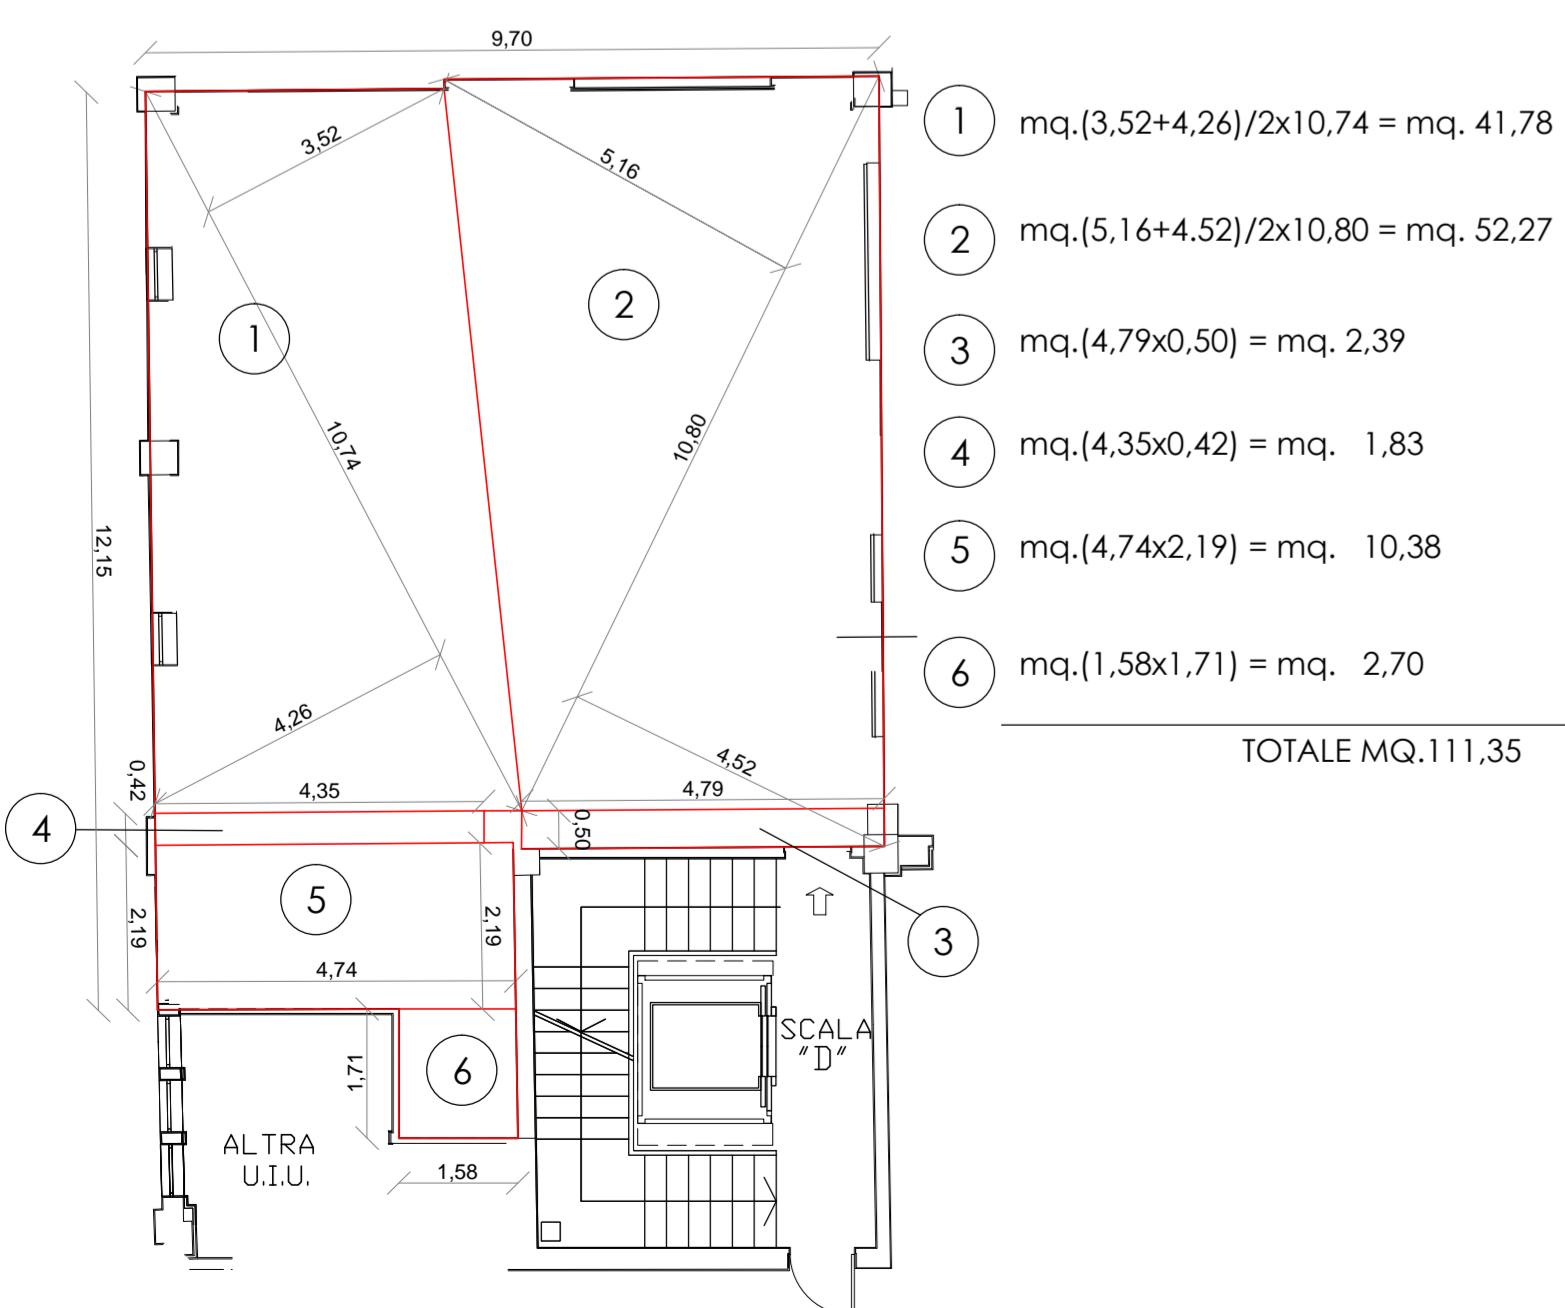 9,70
1 mq.(3,52+4,26)/2x10,74 = mq. 41,78
3,52
5,16
2 mq.(5,16+4.52)/2x10,80 = mq. 52,27
2
1
3 mq.(4,79x0,50) = mq. 2,39
10,74
10,80
4 mq.(4,35x0,42) = mq. 1,83
12,15
5 mq.(4,74x2,19) = mq. 10,38
6 mq.(1,58x1,71) = mq. 2,70
4,26
4,52
TOTALE MQ.111,35
0,42
4,35
4,79
4
0,50
5
2,19
2,19
3
4,74
SCALA
"D"
6
1,71
ALTRA
U.I.U.
1,58